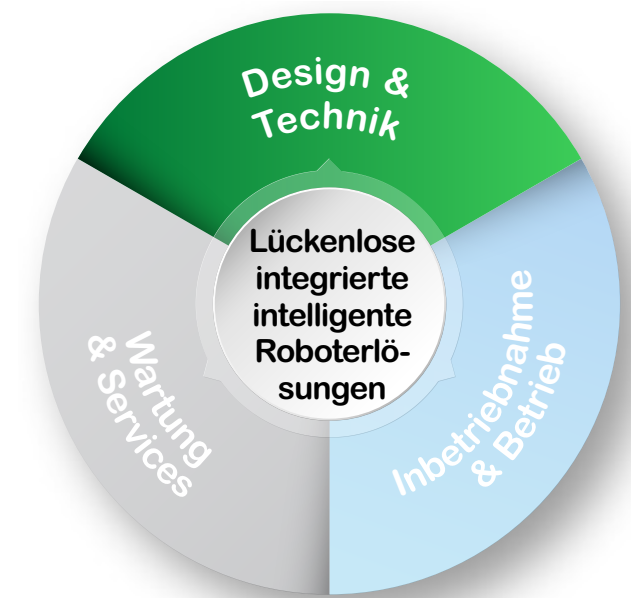 Design &
Technik
Lückenlose
integrierte
intelligente
Roboterlö-
sungen
Inbetriebnahme
& Betrieb
Wartung
& Services